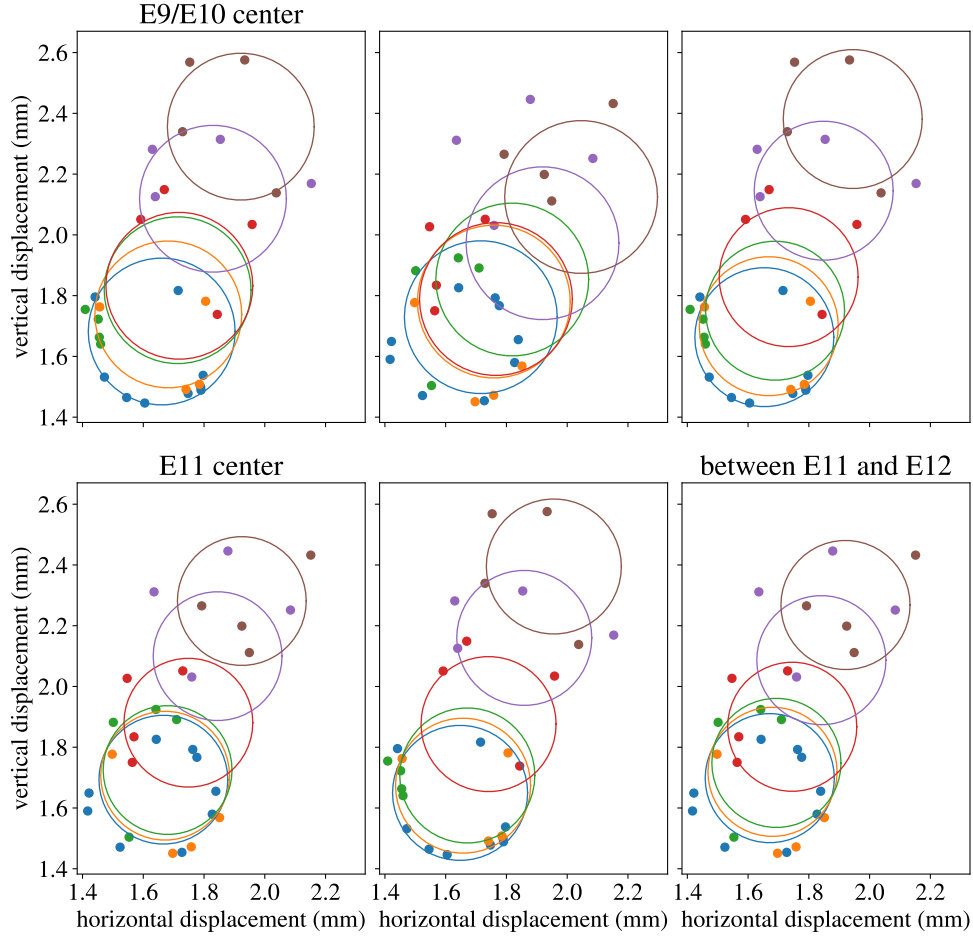 E9/E10 center
2.6
2.4
2.2
2.0
1.8
1.6
1.4
vertical displacement (mm)
E11 center
between E11 and E12
2.6
2.4
2.2
2.0
1.8
1.6
1.4
vertical displacement (mm)
1.4 1.6 1.8 2.0 2.2
1.4 1.6 1.8 2.0 2.2
1.4 1.6 1.8 2.0 2.2
horizontal displacement (mm)
horizontal displacement (mm)
horizontal displacement (mm)